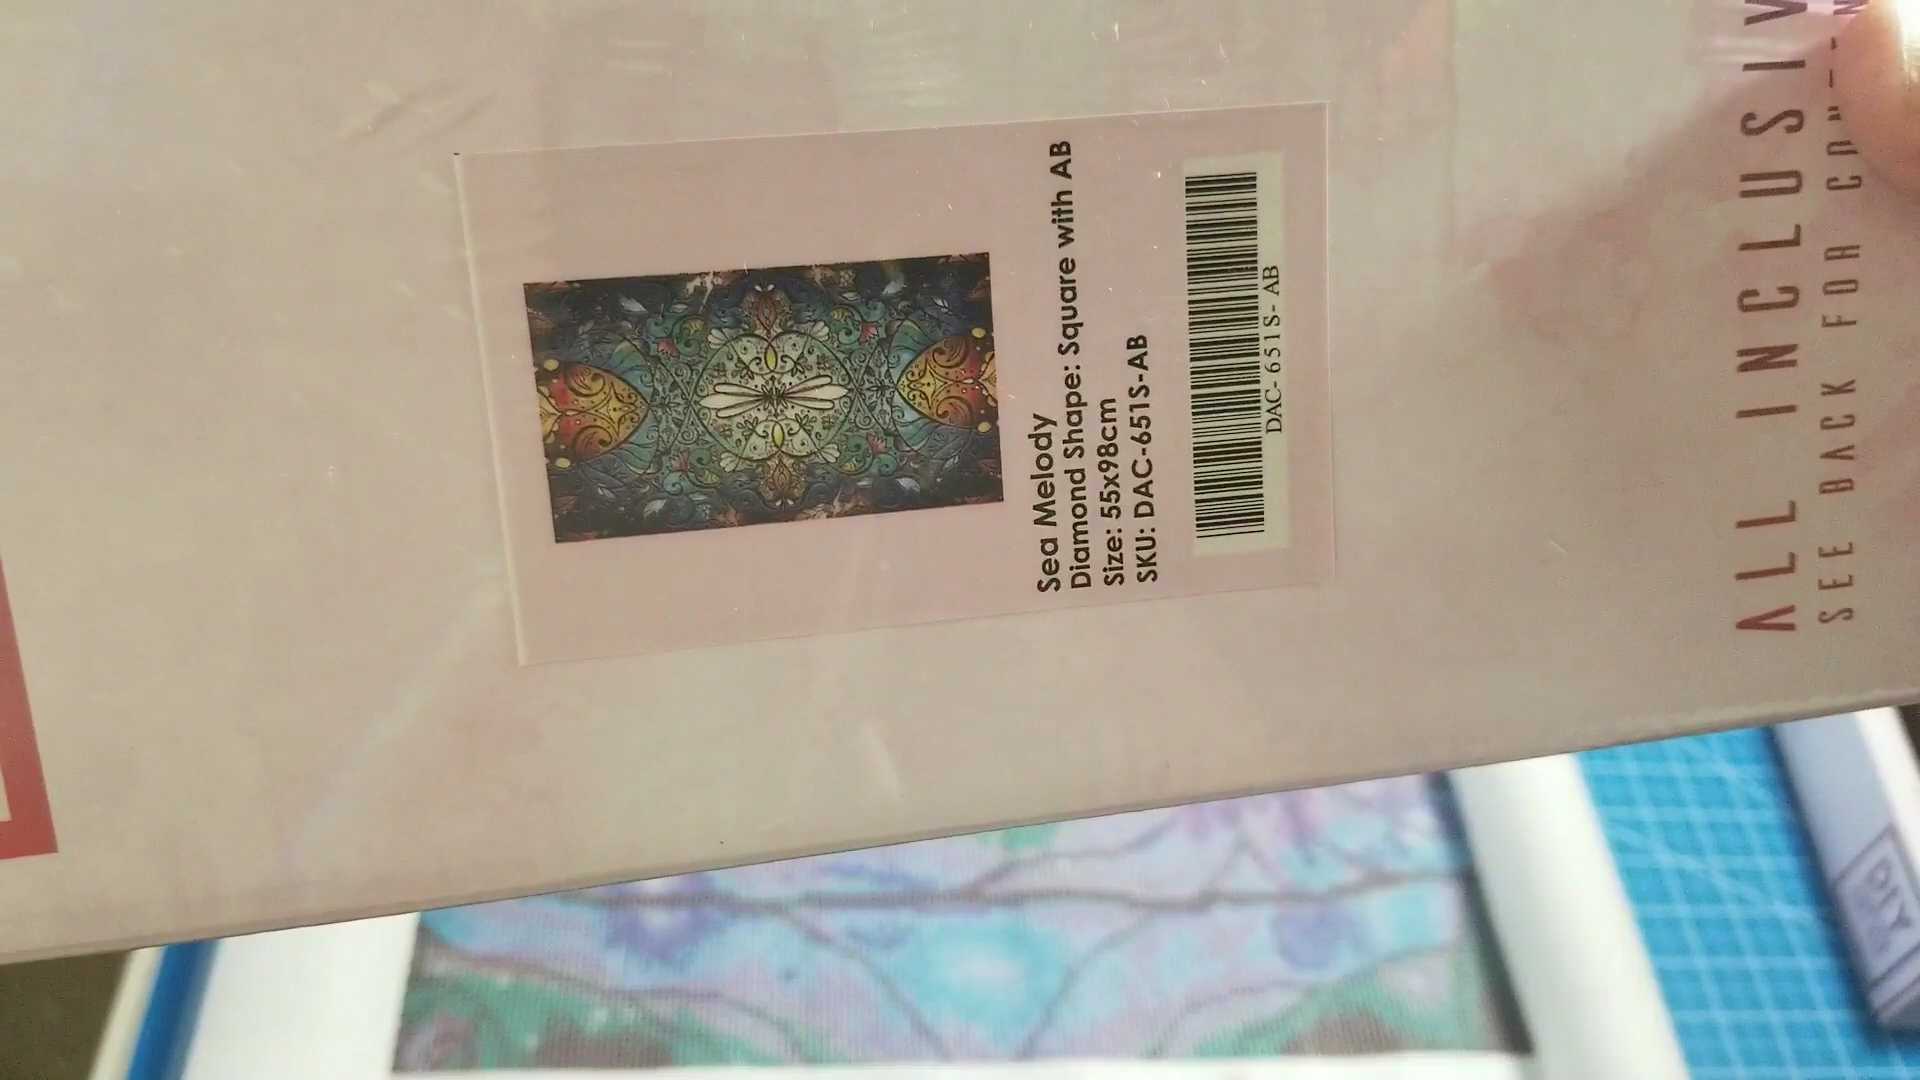 Sea Melody
Diamond Shape: Square with AB
Size: 55x98cm
SKU: DAC-651S-AB
DAC- 651S- AB
ALL INCLUSIV
SEE BACK FOR
DIY